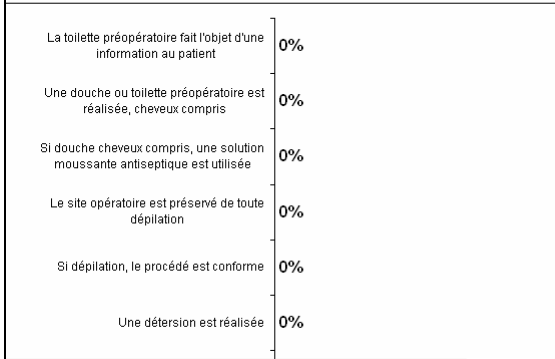 La toilette préopératoire fait l'objet d'une
information au patient
0%
Une douche ou toilette préopératoire est
réalisée, cheveux compris
0%
Si douche cheveux compris, une solution
moussante antiseptique est utilisée
0%
Le site opératoire est préservé de toute
dépilation
0%
Si dépilation, le procédé est conforme
0%
Une détersion est réalisée
0%